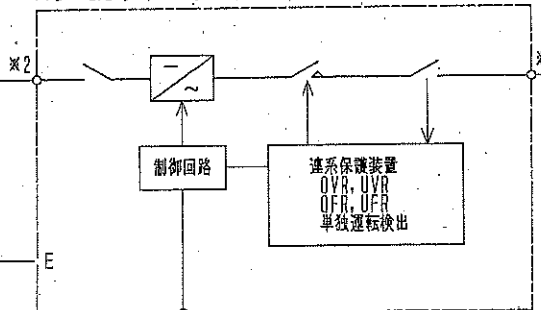 ※2
※
−
~
制御回路
連系保護装置
OVR, UVR
OFR, UFR
単独運転検出
E